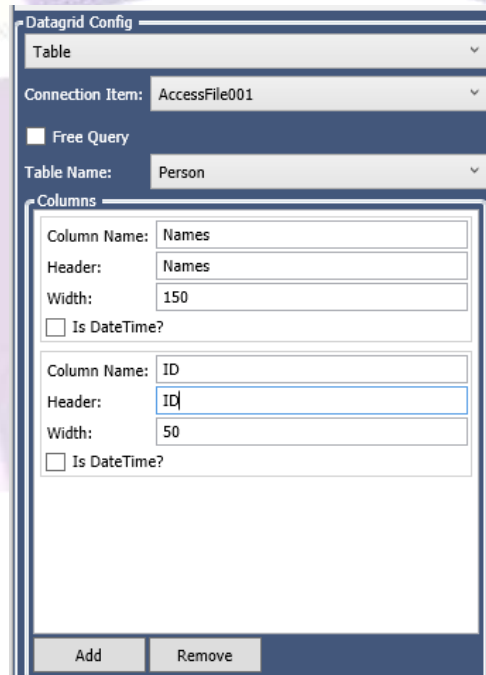 Datagrid Config
Table
Connection Item: AccessFile001
Free Query
Table Name: Person
Columns
Column Name: Names
Header: Names
Width: 150
Is DateTime?
Column Name: ID
Header: ID
Width: 50
Is DateTime?
Add Remove